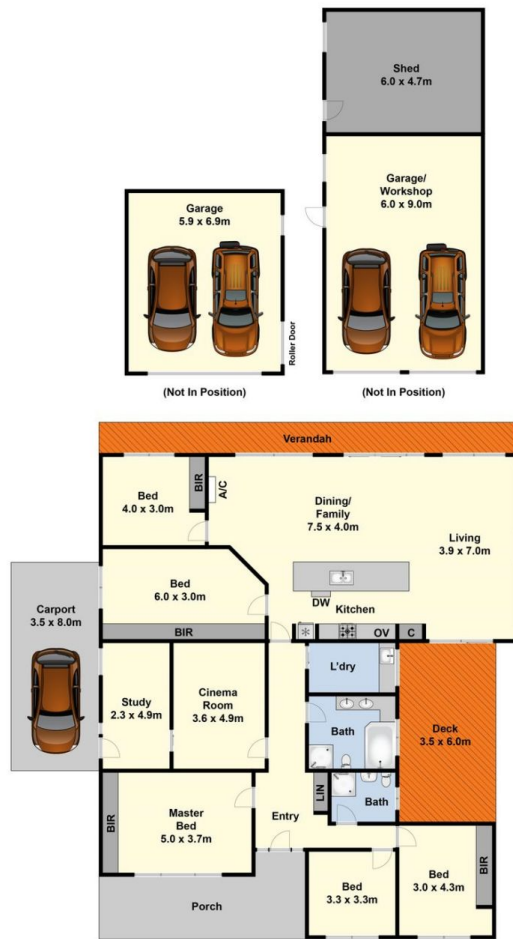 Shed
6.0 x 4.7m
Garage/
Workshop
6.0 x 9.0m
Garage
5.9 x 6.9m
Roller Door
(Not In Position)
(Not In Position)
Verandah
Bed
4.0 x 3.0m
BIR
A/C
Dining/
Family
7.5 x 4.0m
Living
3.9 x 7.0m
Bed
6.0 x 3.0m
BIR
DW
Kitchen
OV
C
Carport
3.5 x 8.0m
Study
2.3 x 4.9m
Cinema
Room
3.6 x 4.9m
L'dry
Bath
Deck
3.5 x 6.0m
BIR
Master
Bed
5.0 x 3.7m
Entry
LIN
Bath
Porch
Bed
3.3 x 3.3m
Bed
3.0 x 4.3m
BIR